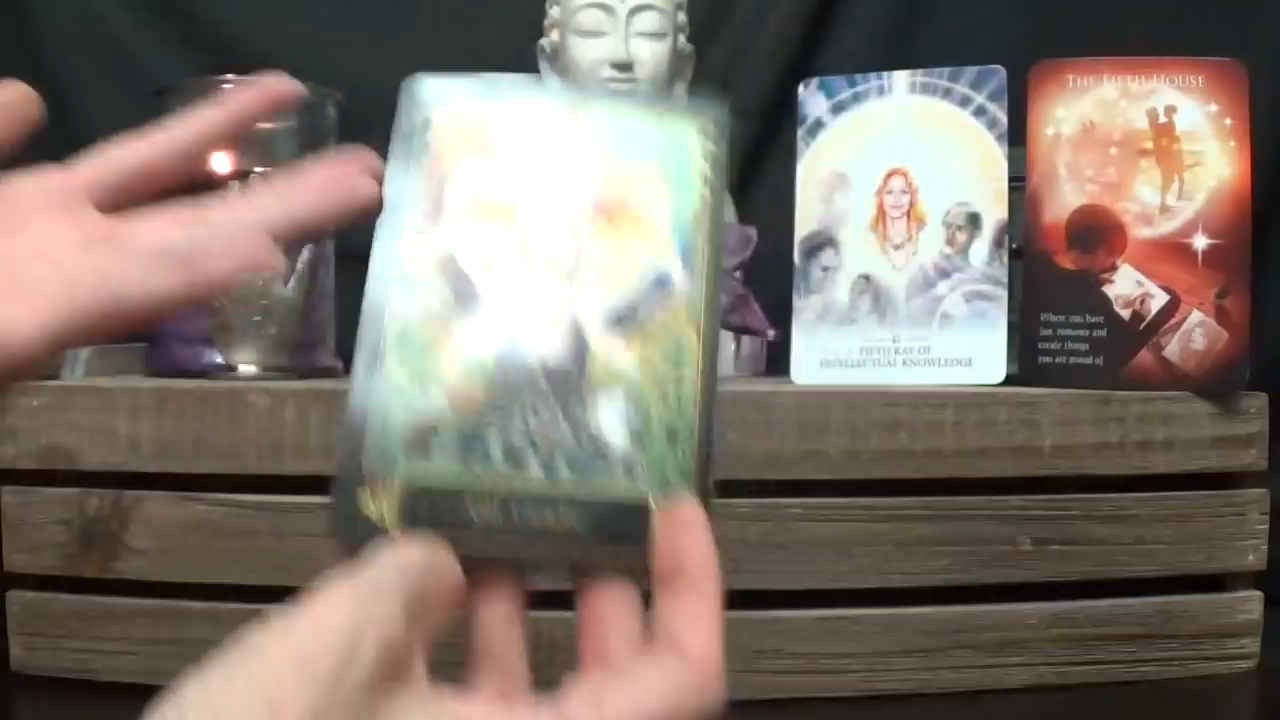 FIFTH RAY OF
INTELLECTUAL KNOWLEDGE
THE FIFTH HOUSE
Where you have
fun, romance and
create things
you are proud of